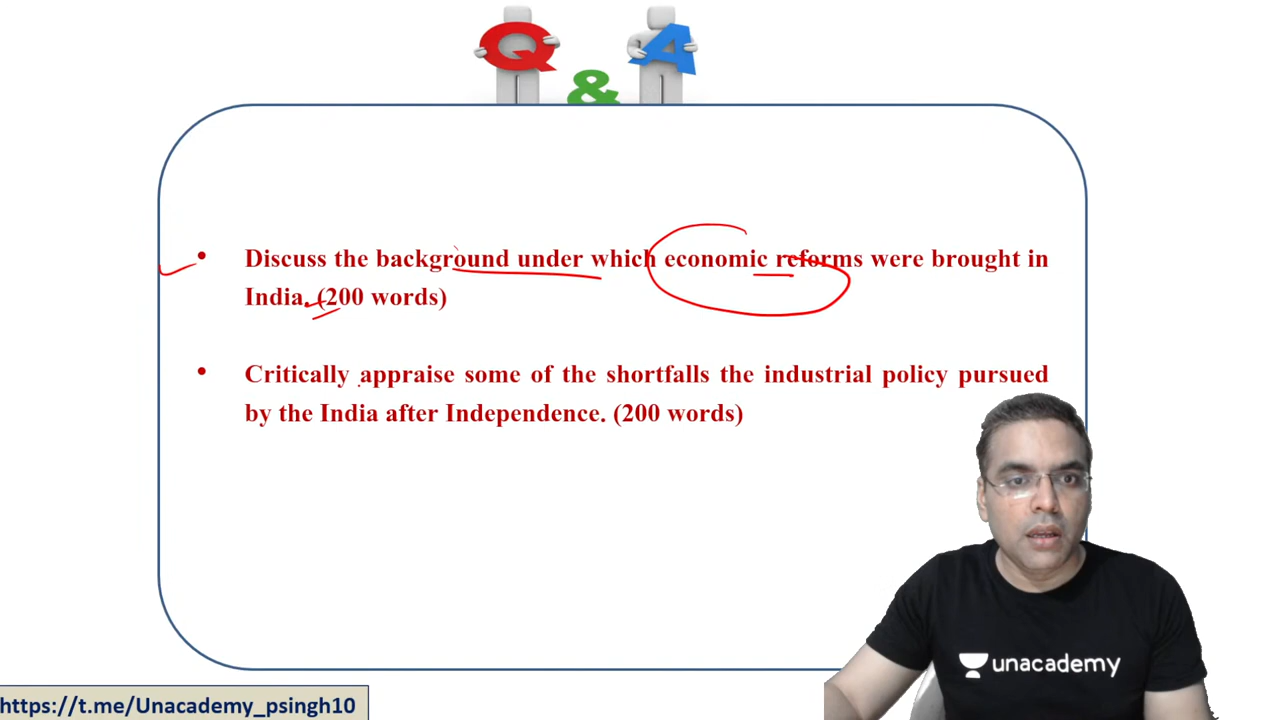 Q & A
• Discuss the background under which economic reforms were brought in
India. (200 words)
• Critically appraise some of the shortfalls the industrial policy pursued
by the India after Independence. (200 words)
unacademy
https://t.me/Unacademy_psingh10